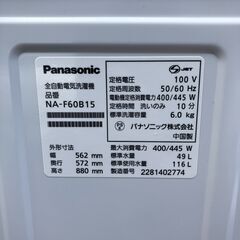 Panasonic
全自動電気洗濯機
品番
NA-F60B15
外形寸法
幅 562 mm
奥行 572 mm
高さ 880 mm
JET
定格電圧 100 V
定格周波数 50/60 Hz
電動機定格消費電力 400/445 W
定格時間 洗いのみ 10 分
標準洗濯容量 6.0 kg
パナソニック株式会社
中国製
最大消費電力 400/445 W
標準水量 49 L
標準使用水量 116 L
製造番号 2281402774